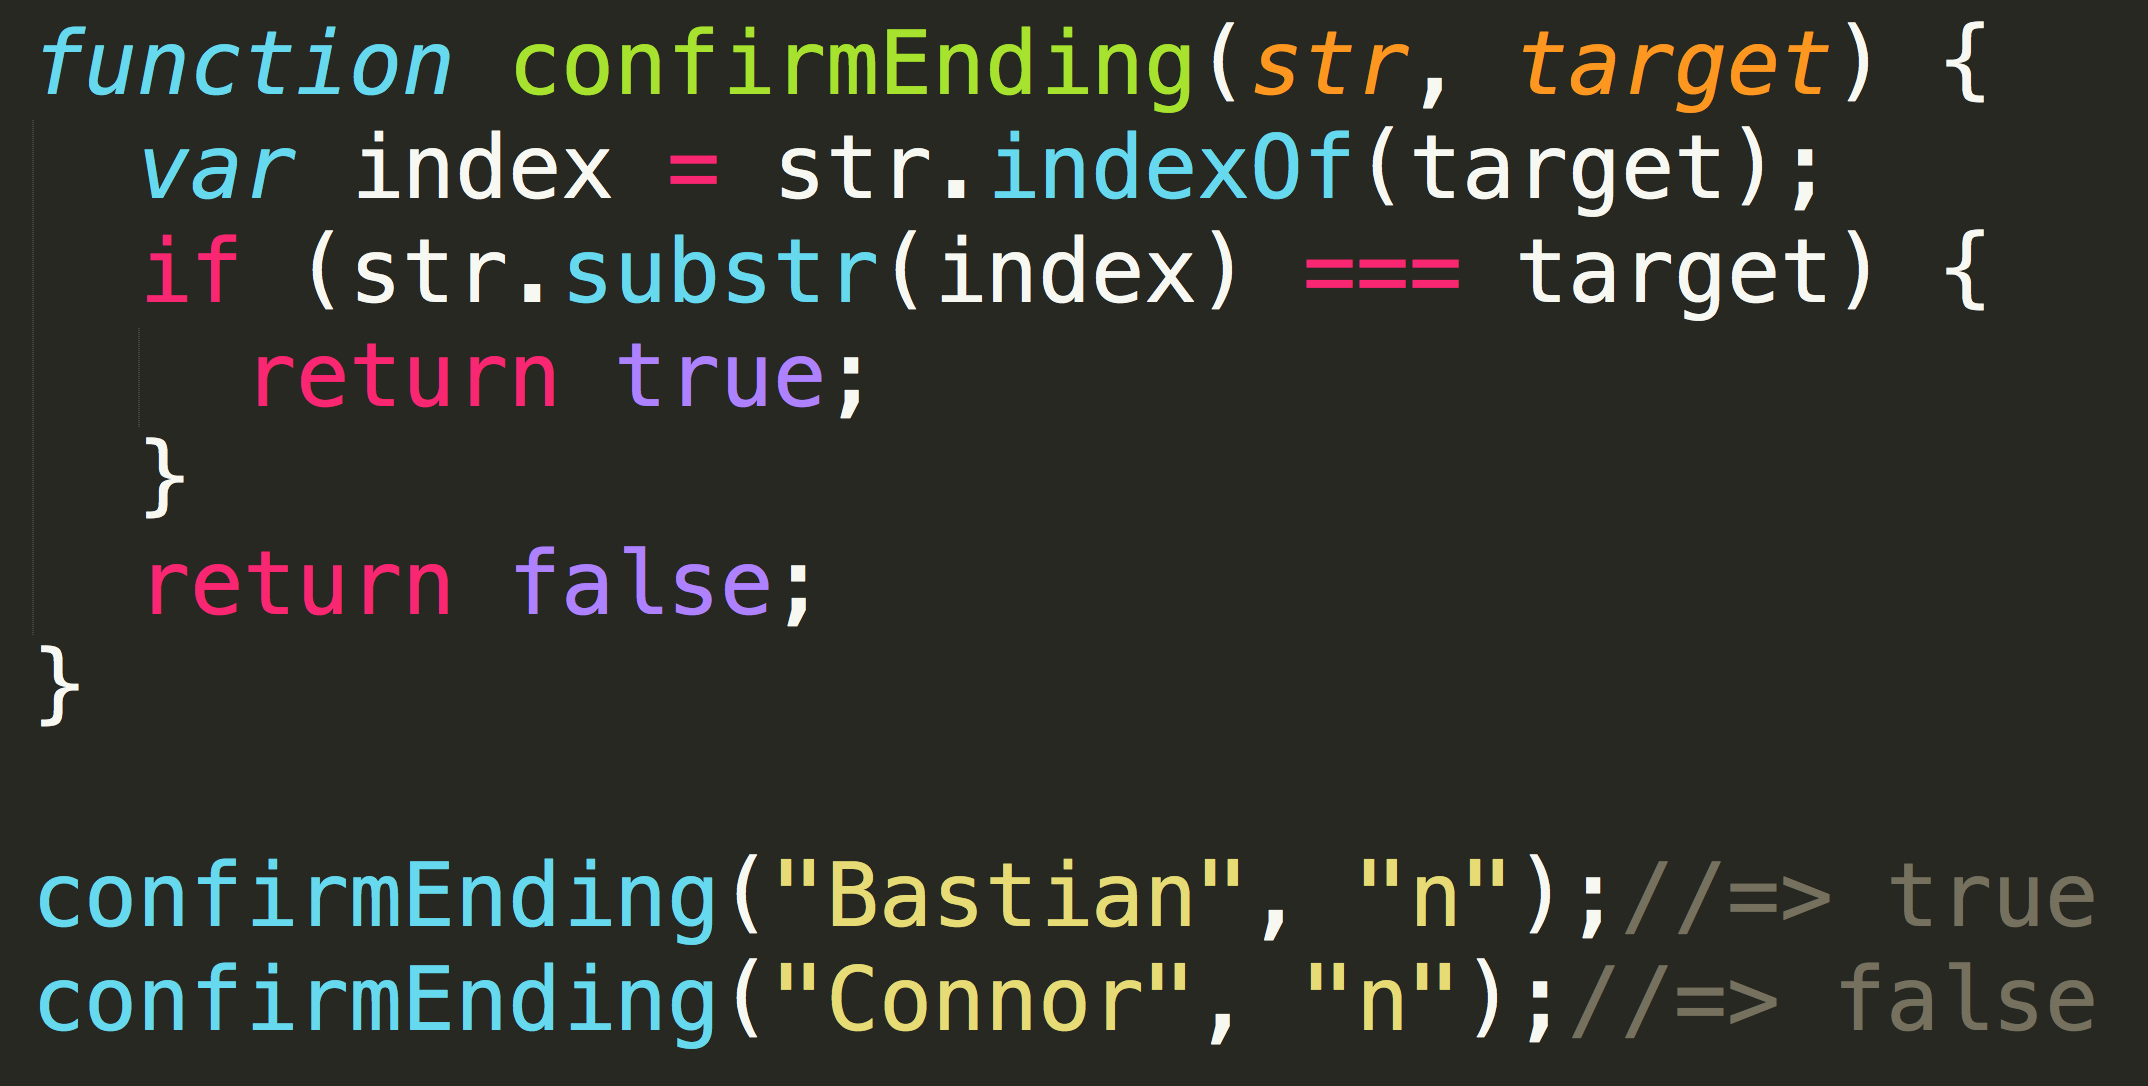 function confirmEnding(str, target) {
  var index = str.indexOf(target);
  if (str.substr(index) === target) {
    return true;
  }
  return false;
}

confirmEnding("Bastian", "n");//=> true
confirmEnding("Connor", "n");//=> false